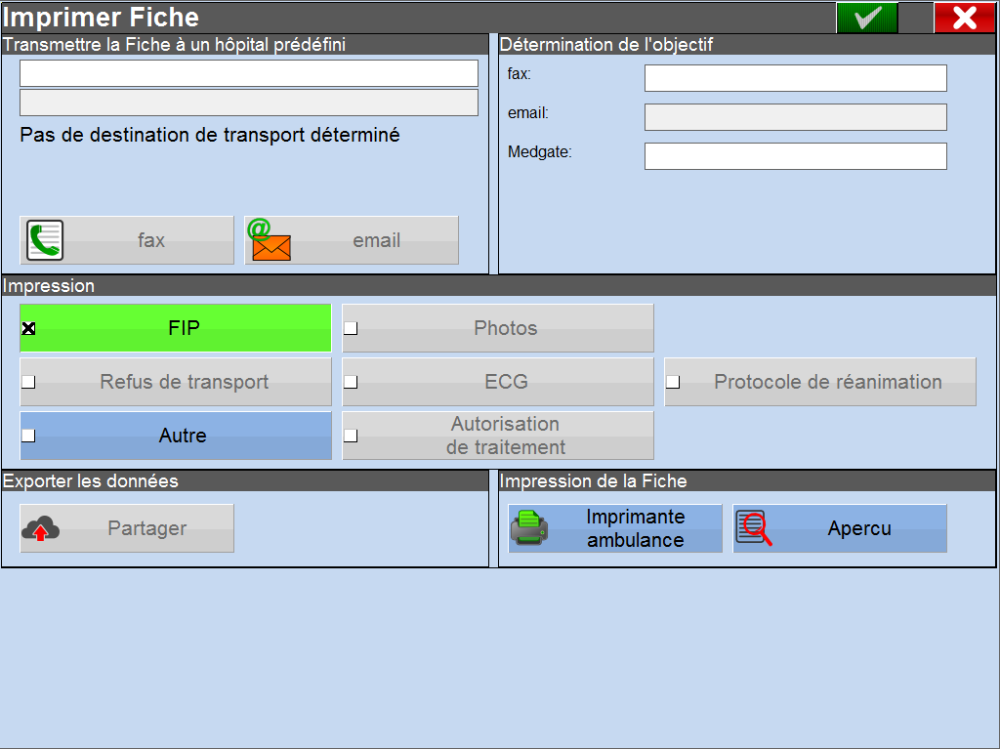 Imprimer Fiche
Transmettre la Fiche à un hôpital prédéfini
Pas de destination de transport déterminé
fax
@
email
Détermination de l'objectif
fax:
email:
Medgate:
Impression
FIP
Photos
Refus de transport
ECG
Protocole de réanimation
Autre
Autorisation
de traitement
Exporter les données
Partager
Impression de la Fiche
Imprimante
ambulance
Apercu